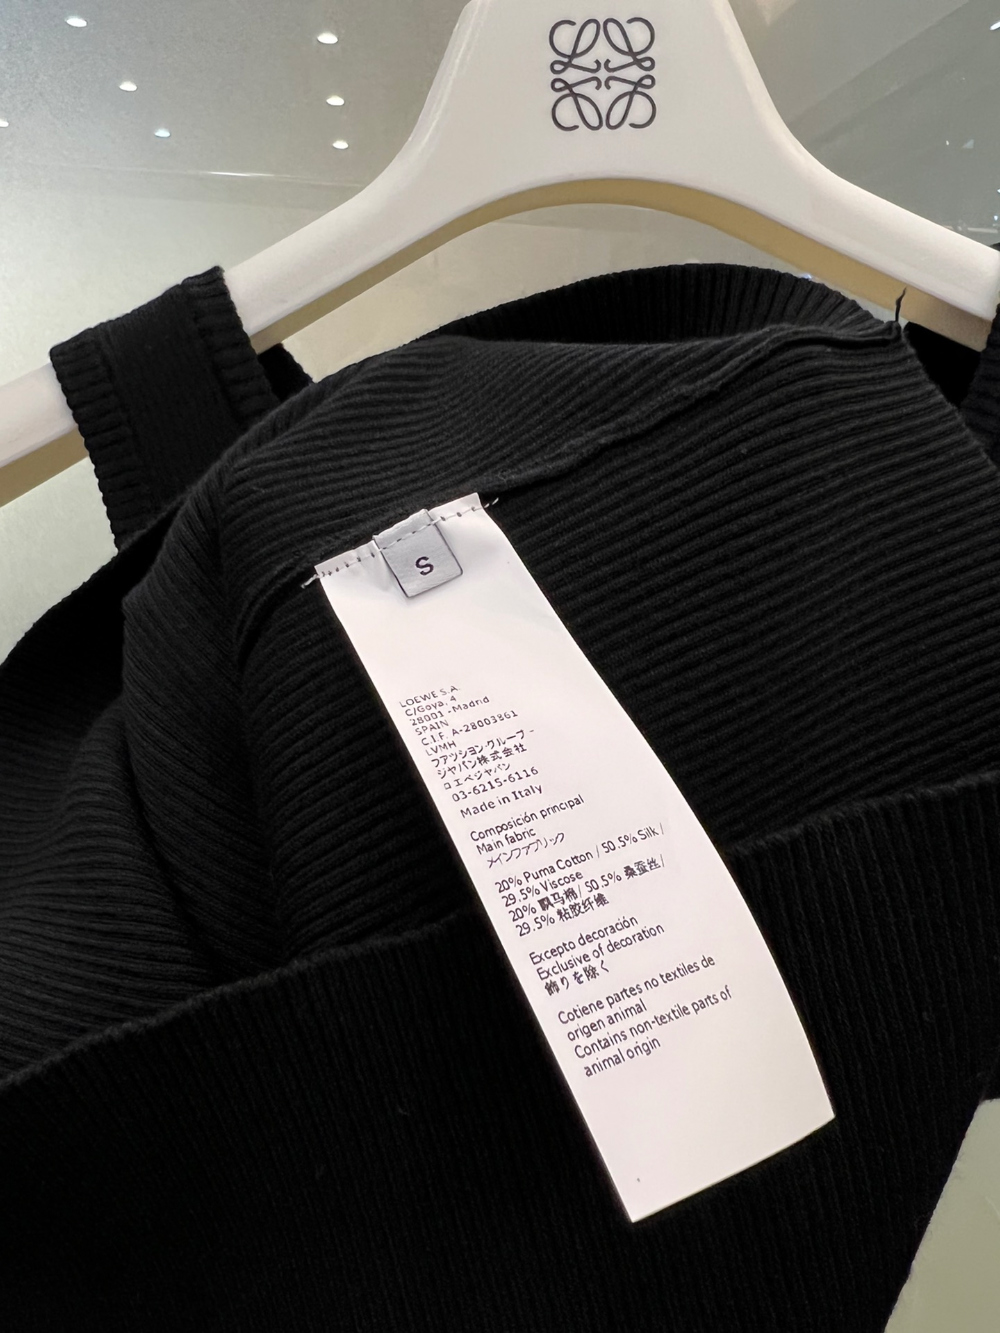 S
LOEWE S.A.
C/Goya, 4
28001 - Madrid
SPAIN
C.I.F. A-28003861
LVMH
ファッション・グループ -
ジャパン株式会社
ロエベジャパン
03-6215-6116
Made in Italy
Composición principal
Main fabric
メインファブリック
20% Puma Cotton / 50.5% Silk /
29.5% Viscose
20% 飘马棉 / 50.5% 桑蚕丝/
29.5% 粘胶纤维
Excepto decoración
Exclusive of decoration
飾りを除く
Cotiene partes no textiles de
origen animal
Contains non-textile parts of
animal origin